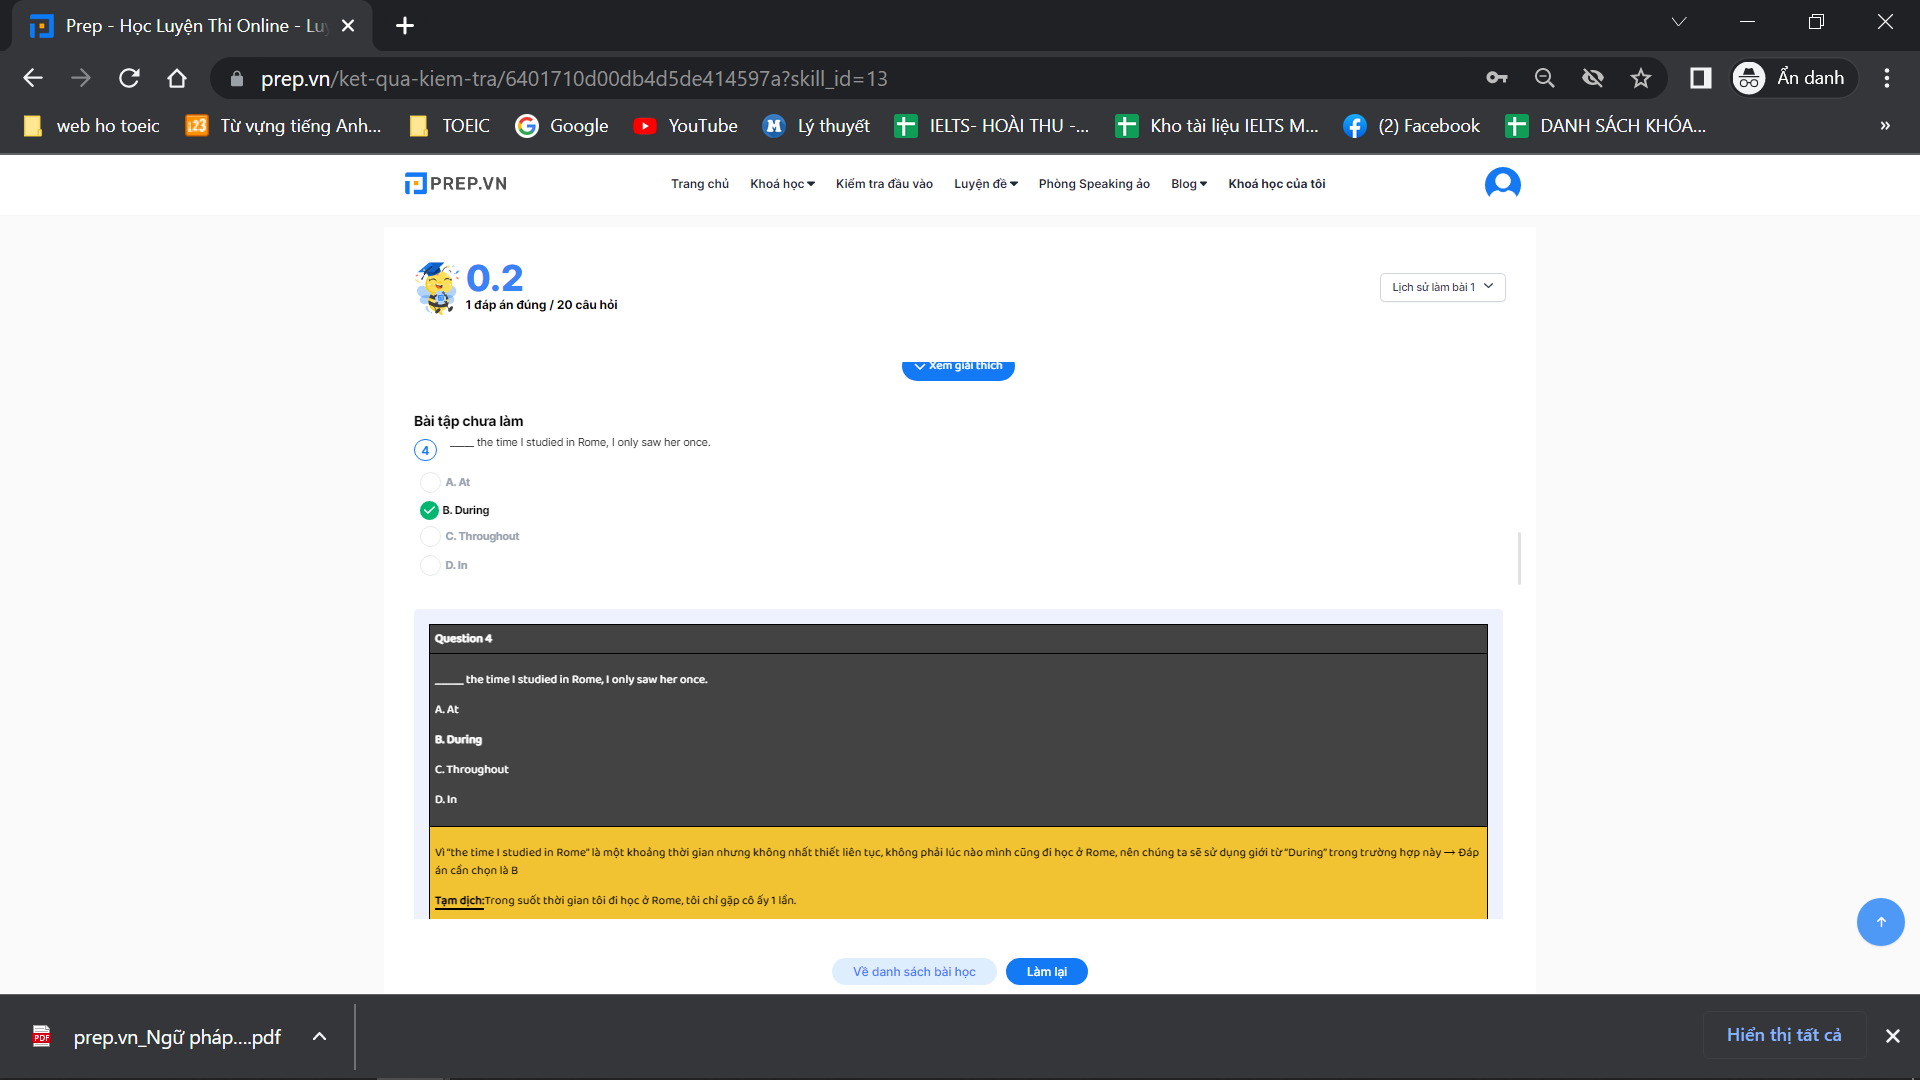 Prep - Học Luyện Thi Online - Lu
prep.vn/ket-qua-kiem-tra/6401710d00db4d5de414597a?skill_id=13
Ẩn danh
web ho toeic
123
Từ vựng tiếng Anh...
TOEIC
Google
YouTube
M
Lý thuyết
IELTS- HOÀI THU -...
Kho tài liệu IELTS M...
(2) Facebook
DANH SÁCH KHÓA...
»
PREP.VN
Trang chủ
Khoá học
Kiểm tra đầu vào
Luyện đề
Phòng Speaking ảo
Blog
Khoá học của tôi
0.2
1 đáp án đúng / 20 câu hỏi
Lịch sử làm bài 1
Xem giải thích
Bài tập chưa làm
4
____ the time I studied in Rome, I only saw her once.
A. At
B. During
C. Throughout
D. In
Question 4
_____ the time I studied in Rome, I only saw her once.
A. At
B. During
C. Throughout
D. In
Vì "the time I studied in Rome" là một khoảng thời gian nhưng không nhất thiết liên tục, không phải lúc nào mình cũng đi học ở Rome, nên chúng ta sẽ sử dụng giới từ "During" trong trường hợp này → Đáp
án cần chọn là B
Tạm dịch:Trong suốt thời gian tôi đi học ở Rome, tôi chỉ gặp cô ấy 1 lần.
Về danh sách bài học
Làm lại
PDF
prep.vn_Ngữ pháp....pdf
Hiển thị tất cả